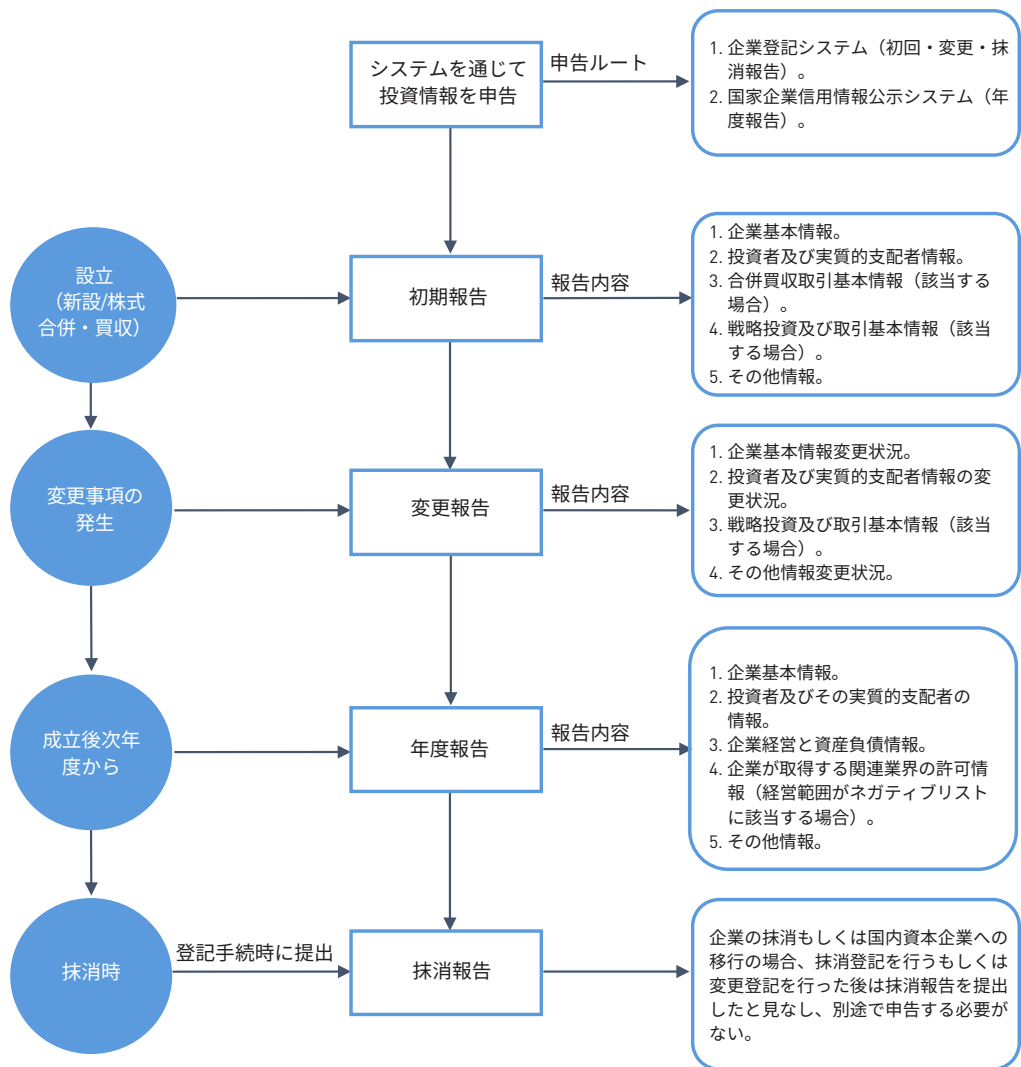 システムを通じて
投資情報を申告
申告ルート
1. 企業登記システム（初回・変更・抹
消報告）。
2. 国家企業信用情報公示システム（年
度報告）。
設立
（新設/株式
合併・買収）
初期報告
報告内容
1. 企業基本情報。
2. 投資者及び実質的支配者情報。
3. 合併買収取引基本情報（該当する
場合）。
4. 戦略投資及び取引基本情報（該当
する場合）。
5. その他情報。
変更事項の
発生
変更報告
報告内容
1. 企業基本情報変更状況。
2. 投資者及び実質的支配者情報の変
更状況。
3. 戦略投資及び取引基本情報（該当
する場合）。
4. その他情報変更状況。
成立後次年
度から
年度報告
報告内容
1. 企業基本情報。
2. 投資者及びその実質的支配者の
情報。
3. 企業経営と資産負債情報。
4. 企業が取得する関連業界の許可情
報（経営範囲がネガティブリスト
に該当する場合）。
5. その他情報。
抹消時
登記手続時に提出
抹消報告
企業の抹消もしくは国内資本企業への
移行の場合、抹消登記を行うもしくは
変更登記を行った後は抹消報告を提出
したと見なし、別途で申告する必要が
ない。